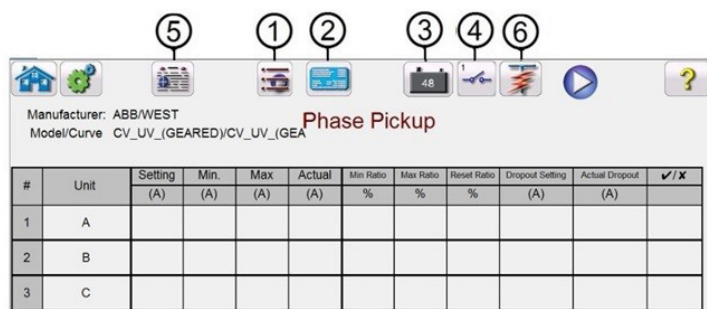 5 1 2 3 4 6
48 1 ?
Manufacturer: ABB/WEST
Phase Pickup
Model/Curve CV_UV_(GEARED)/CV_UV_(GEA
# Unit Setting Min. Max Actual Min Ratio Max Ratio Reset Ratio Dropout Setting Actual Dropout ✔/✘
(A) (A) (A) (A) % % % (A) (A)
1 A
2 B
3 C